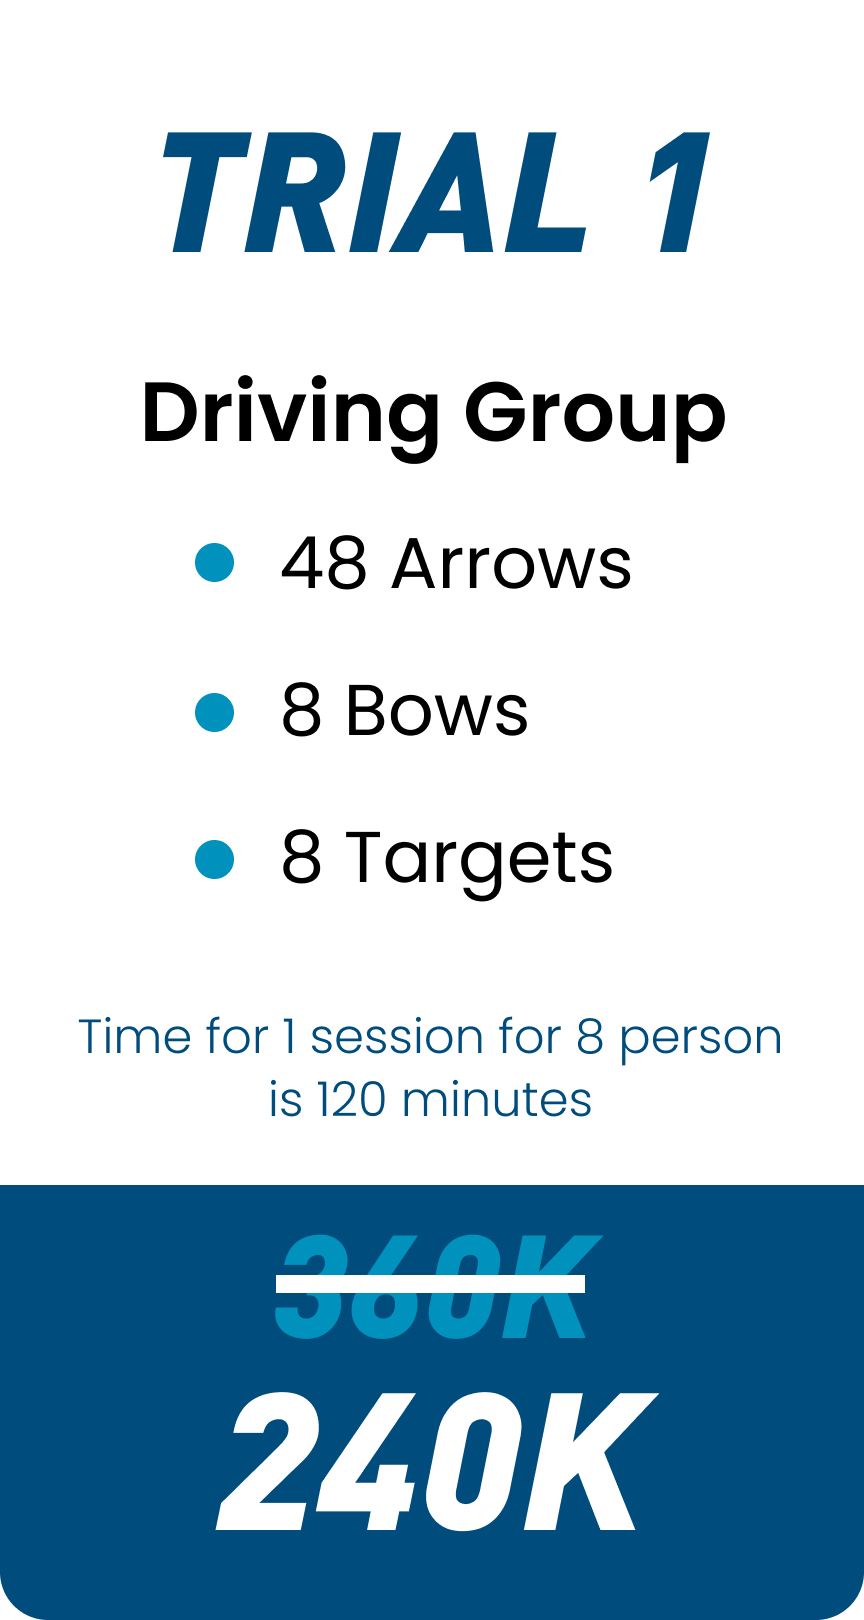 TRIAL 1
Driving Group
48 Arrows
8 Bows
8 Targets
Time for 1 session for 8 person
is 120 minutes
360K
240K